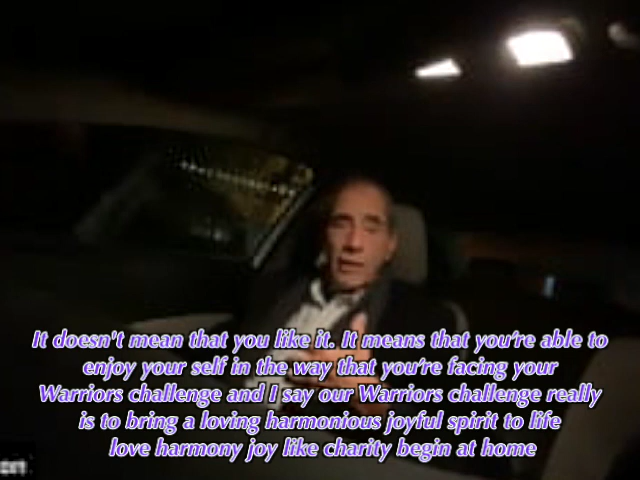 It doesn't mean that you like it. It means that you're able to
enjoy your self in the way that you're facing your
Warriors challenge and I say our Warriors challenge really
is to bring a loving harmonious joyful spirit to life
love harmony joy like charity begin at home